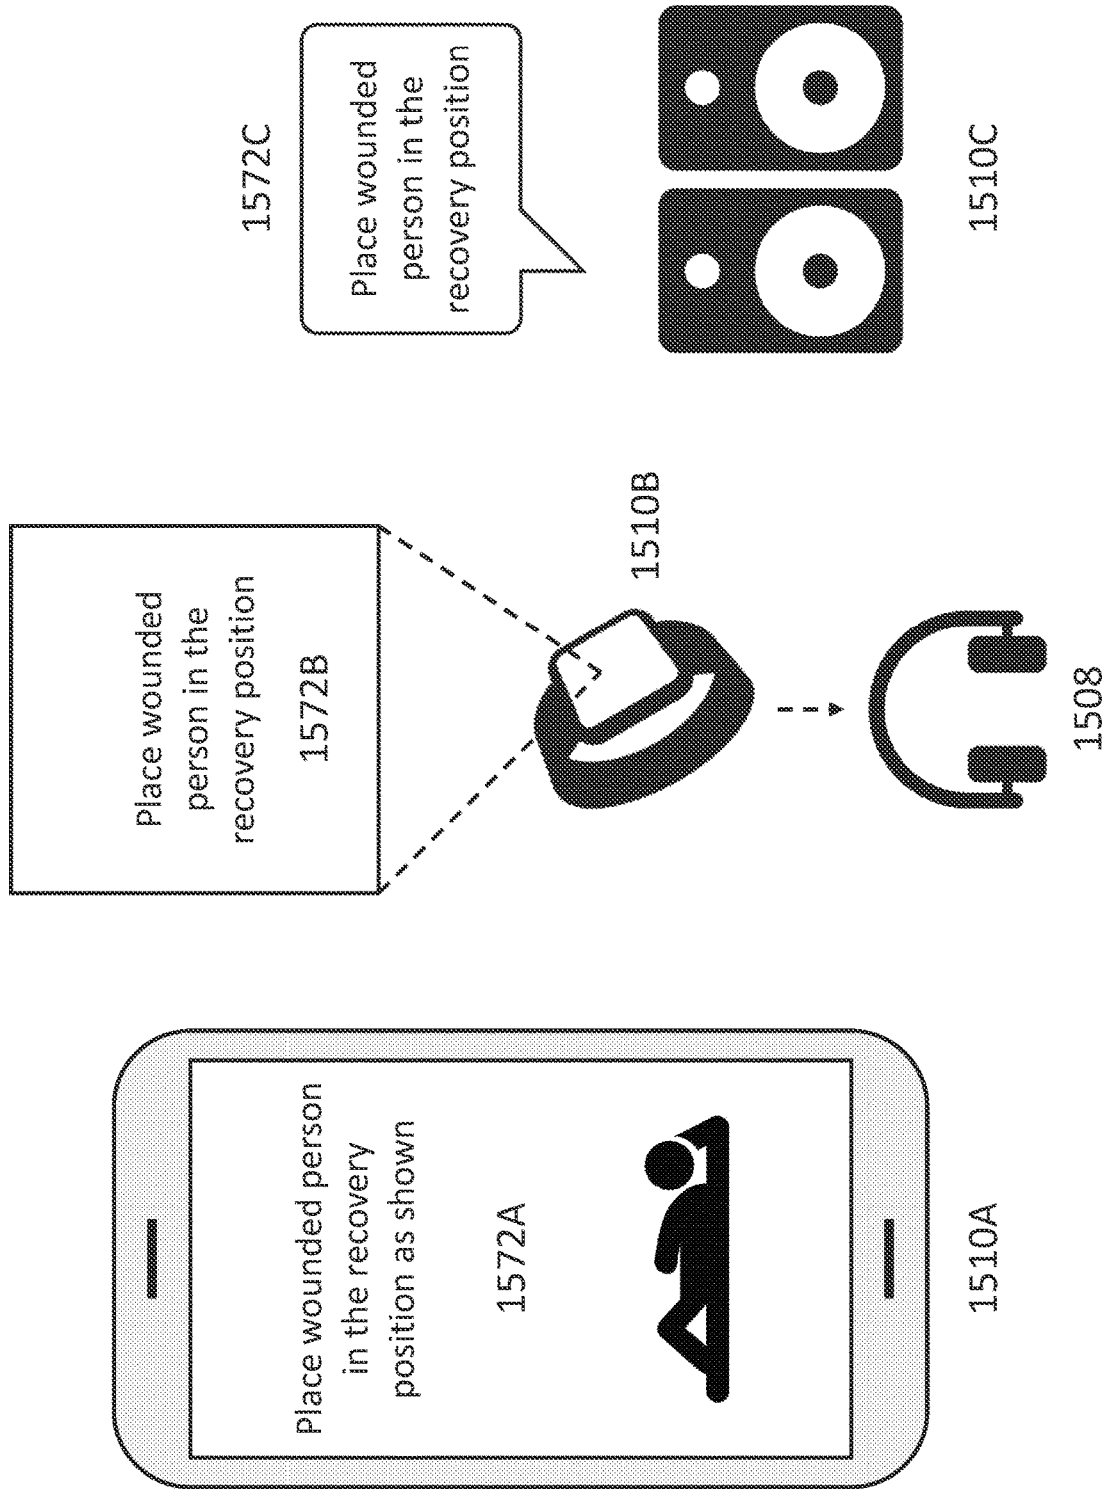 Place wounded person
in the recovery
position as shown
1572A
1510A
Place wounded
person in the
recovery position
1572B
1510B
1508
1572C
Place wounded
person in the
recovery position
1510C